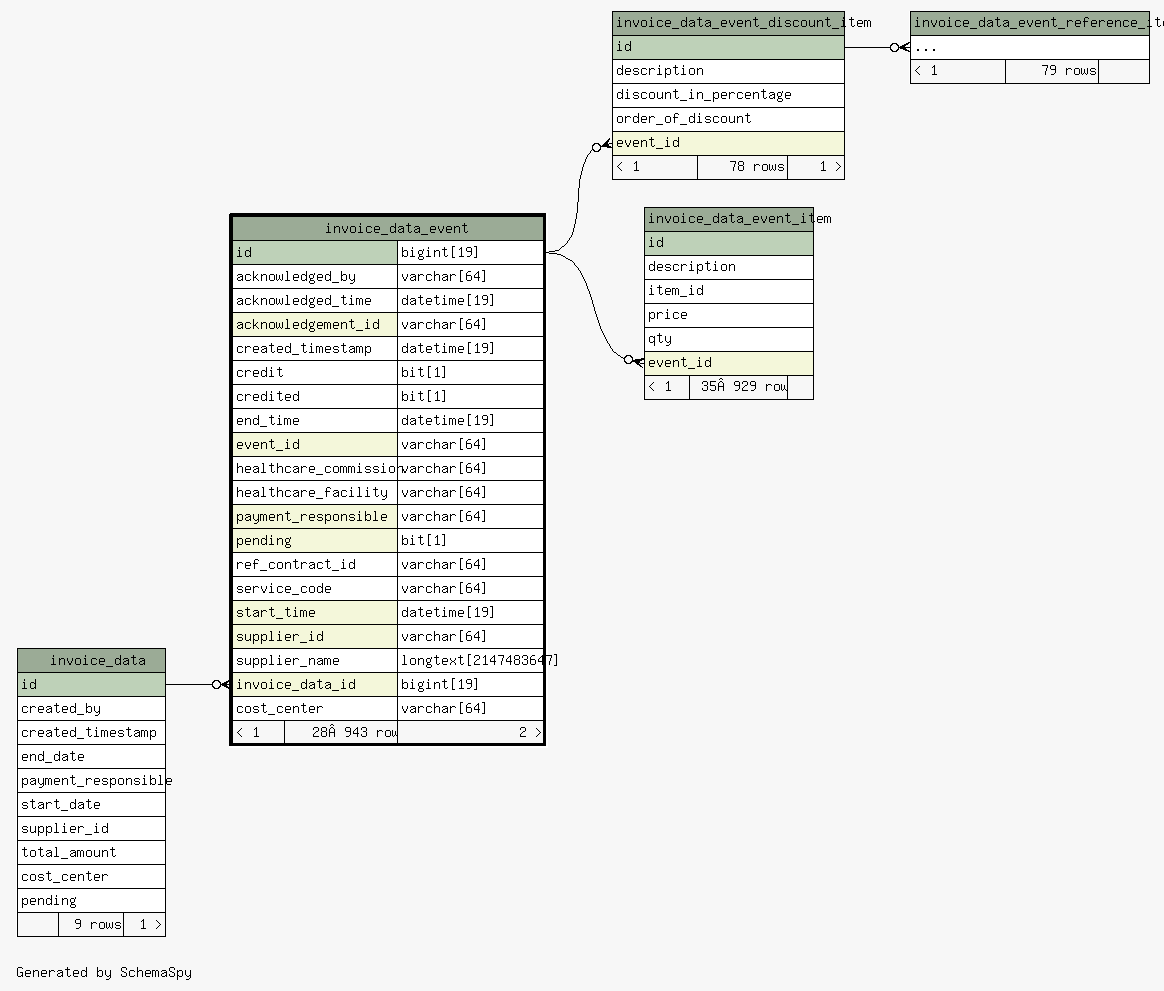 invoice_data_event_discount_item
id
description
discount_in_percentage
order_of_discount
event_id
< 1 78 rows 1 >
invoice_data_event_reference_ite
...
< 1 79 rows
invoice_data_event_item
id
description
item_id
price
qty
event_id
< 1 35Â 929 row
invoice_data_event
id bigint[19]
acknowledged_by varchar[64]
acknowledged_time datetime[19]
acknowledgement_id varchar[64]
created_timestamp datetime[19]
credit bit[1]
credited bit[1]
end_time datetime[19]
event_id varchar[64]
healthcare_commission varchar[64]
healthcare_facility varchar[64]
payment_responsible varchar[64]
pending bit[1]
ref_contract_id varchar[64]
service_code varchar[64]
start_time datetime[19]
supplier_id varchar[64]
supplier_name longtext[2147483647]
invoice_data_id bigint[19]
cost_center varchar[64]
< 1 28Â 943 row 2 >
invoice_data
id
created_by
created_timestamp
end_date
payment_responsible
start_date
supplier_id
total_amount
cost_center
pending
9 rows 1 >
Generated by SchemaSpy